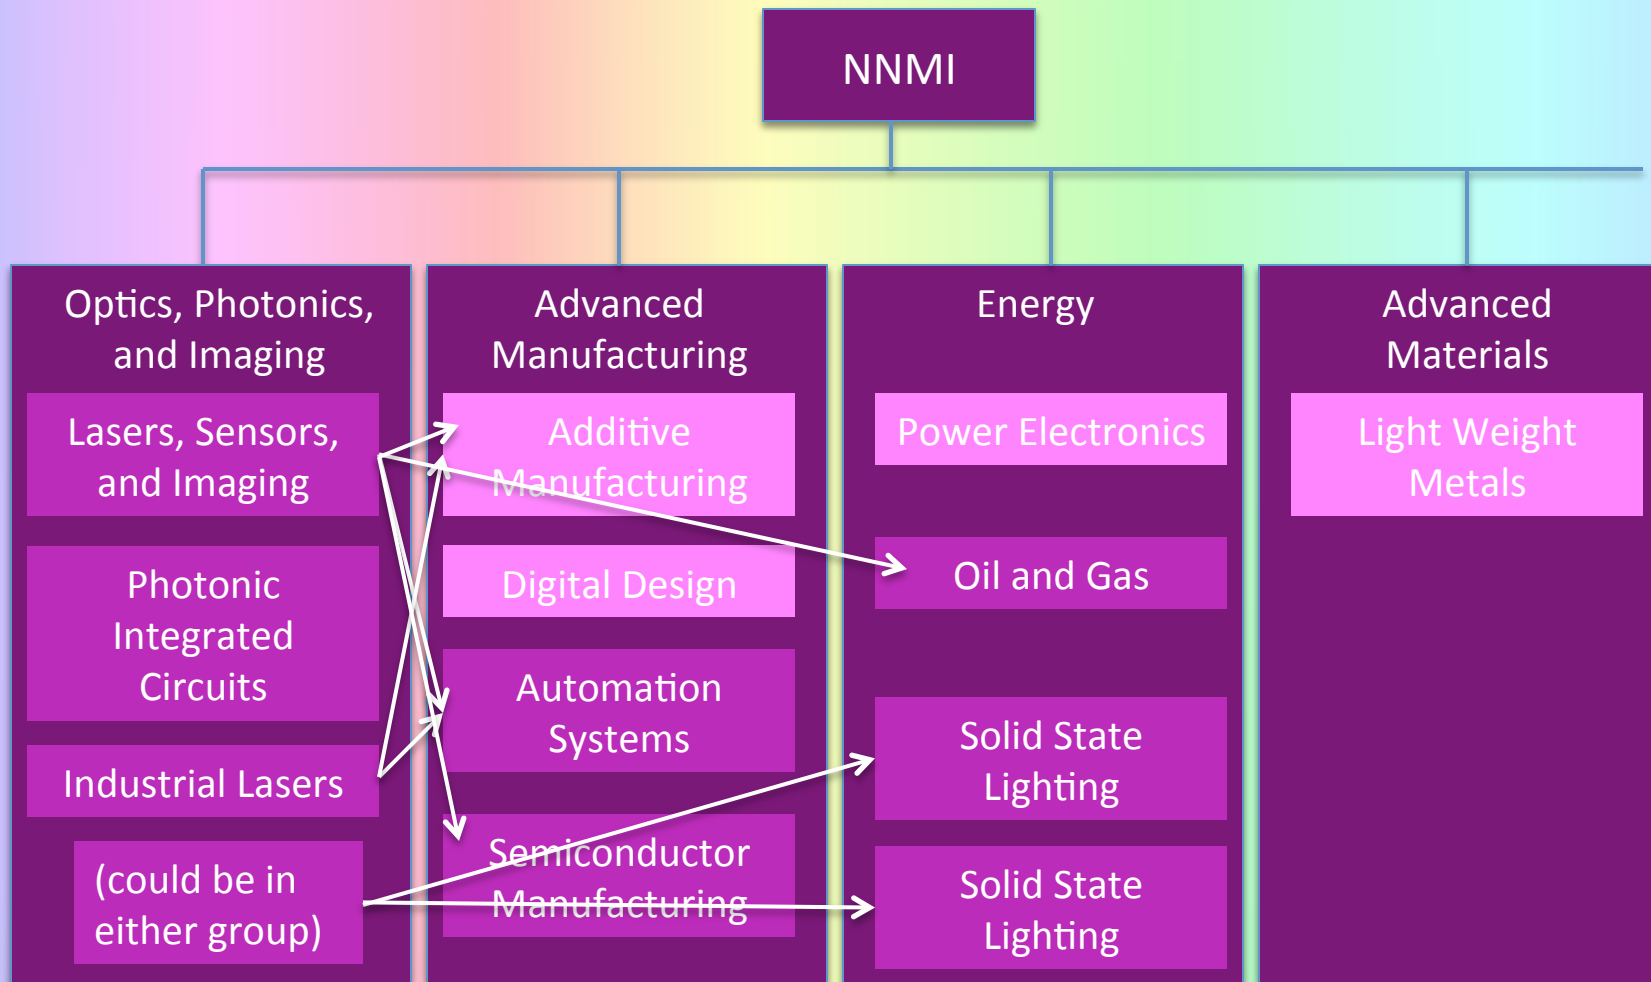 NNMI
Optics, Photonics,
and Imaging
Lasers, Sensors,
and Imaging
Photonic
Integrated
Circuits
Industrial Lasers
(could be in
either group)
Advanced
Manufacturing
Additive
Manufacturing
Digital Design
Automation
Systems
Semiconductor
Manufacturing
Energy
Power Electronics
Oil and Gas
Solid State
Lighting
Solid State
Lighting
Advanced
Materials
Light Weight
Metals